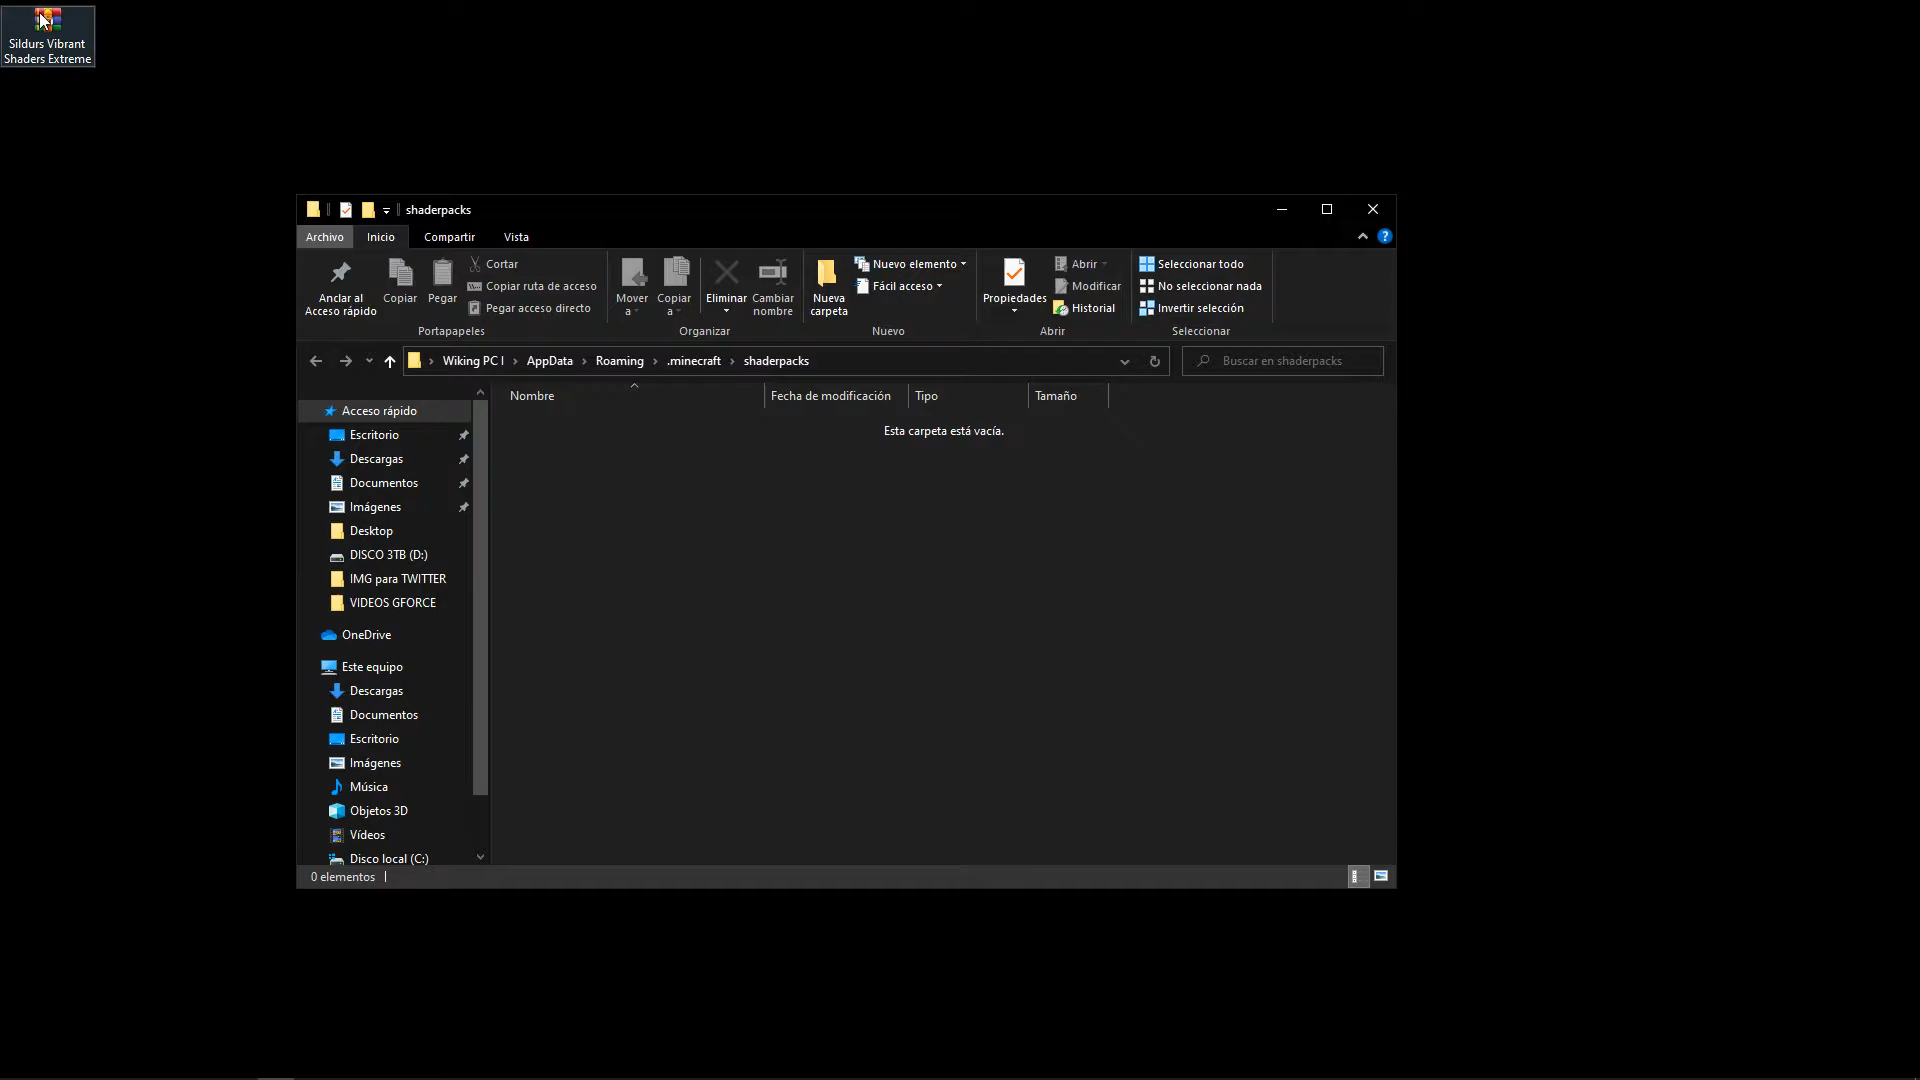 Sildurs Vibrant
Shaders Extreme
shaderpacks
Archivo Inicio Compartir Vista
Anclar al
Acceso rápido
Copiar
Pegar
Cortar
Copiar ruta de acceso
Pegar acceso directo
Portapapeles
Mover
a
Copiar
a
Eliminar
Cambiar
nombre
Organizar
Nueva
carpeta
Nuevo elemento
Fácil acceso
Nuevo
Propiedades
Abrir
Modificar
Historial
Abrir
Seleccionar todo
No seleccionar nada
Invertir selección
Seleccionar
Wiking PC I › AppData › Roaming › .minecraft › shaderpacks
Buscar en shaderpacks
Nombre Fecha de modificación Tipo Tamaño
Esta carpeta está vacía.
Acceso rápido
Escritorio
Descargas
Documentos
Imágenes
Desktop
DISCO 3TB (D:)
IMG para TWITTER
VIDEOS GFORCE
OneDrive
Este equipo
Descargas
Documentos
Escritorio
Imágenes
Música
Objetos 3D
Vídeos
Disco local (C:)
0 elementos